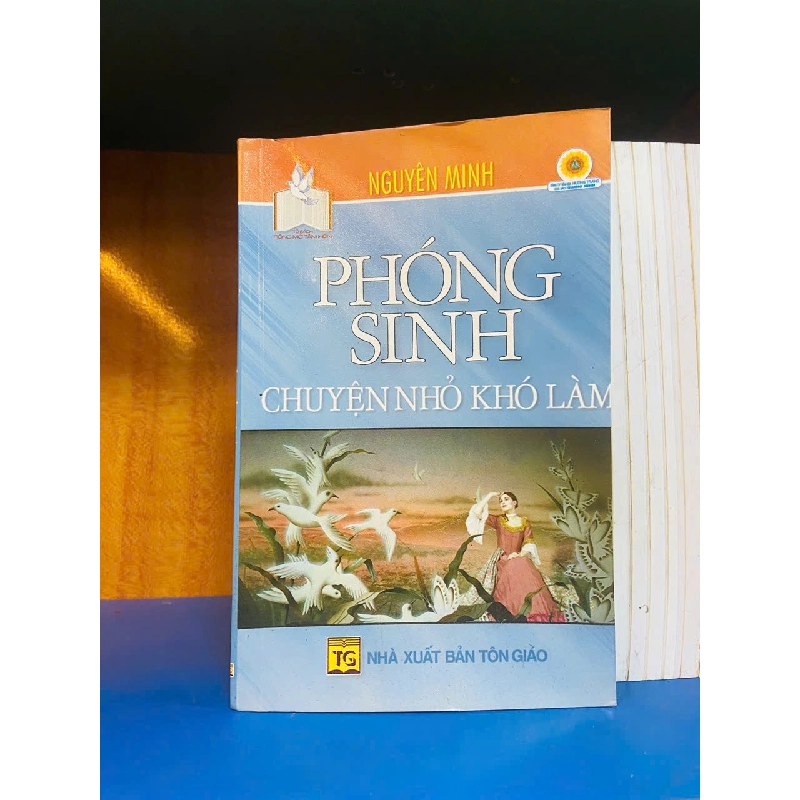 NGUYÊN MINH
PHÓNG
SINH
CHUYỆN NHỎ KHÓ LÀM
TG
NHÀ XUẤT BẢN TÔN GIÁO